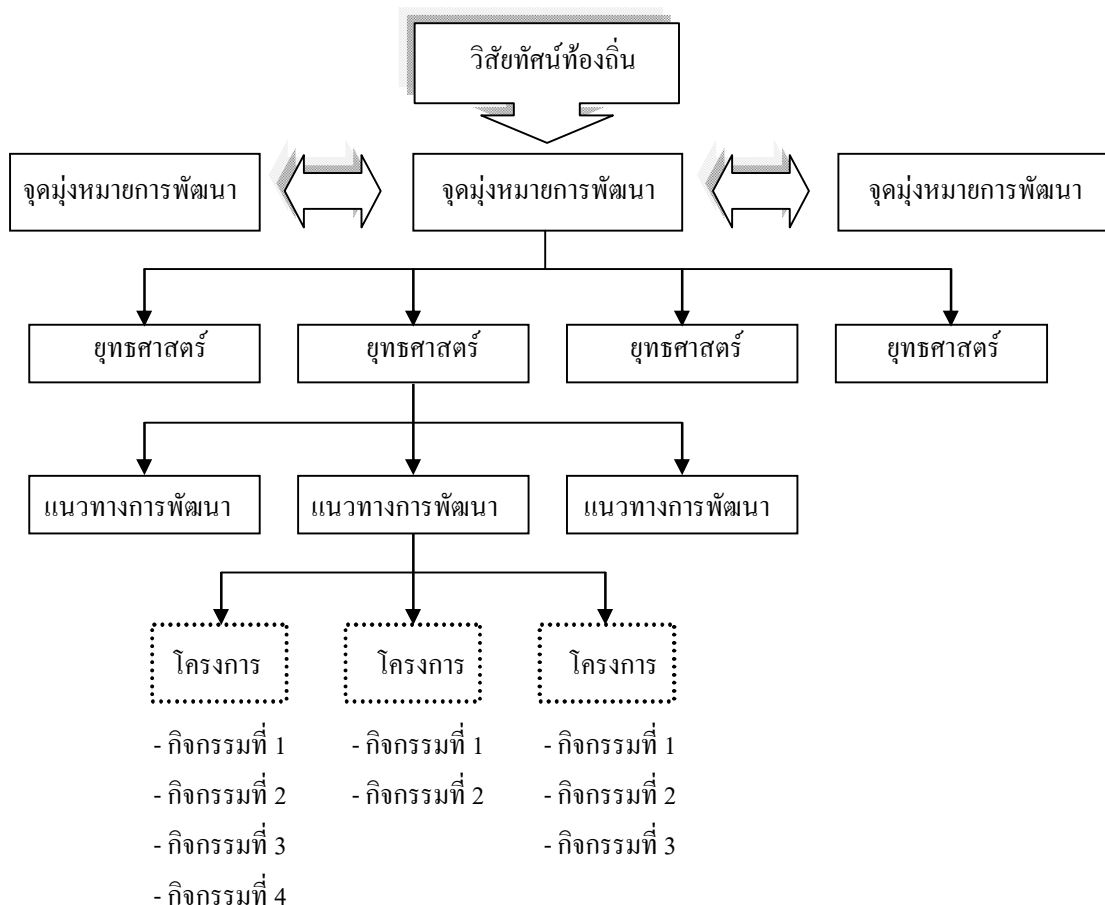 วิสัยทัศน์ท้องถิ่น
จุดมุ่งหมายการพัฒนา
จุดมุ่งหมายการพัฒนา
จุดมุ่งหมายการพัฒนา
ยุทธศาสตร์
ยุทธศาสตร์
ยุทธศาสตร์
ยุทธศาสตร์
แนวทางการพัฒนา
แนวทางการพัฒนา
แนวทางการพัฒนา
โครงการ
โครงการ
โครงการ
- กิจกรรมที่ 1
- กิจกรรมที่ 2
- กิจกรรมที่ 3
- กิจกรรมที่ 4
- กิจกรรมที่ 1
- กิจกรรมที่ 2
- กิจกรรมที่ 1
- กิจกรรมที่ 2
- กิจกรรมที่ 3